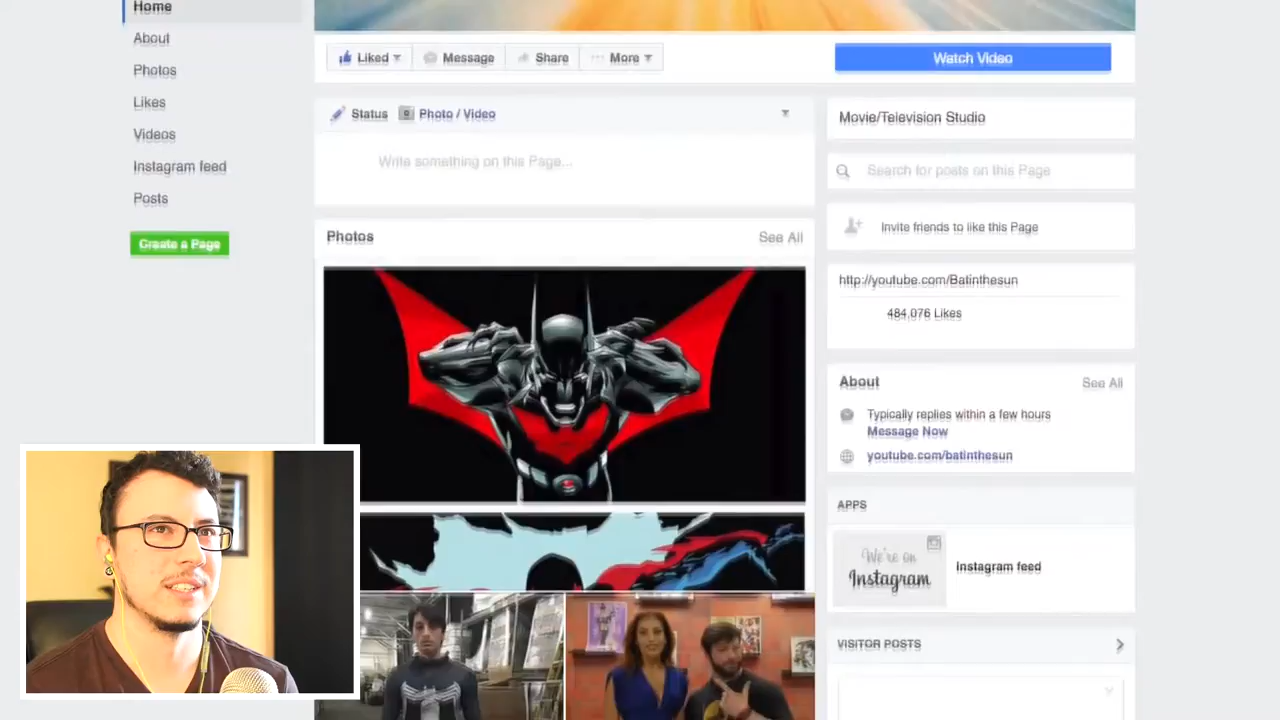 Home
About
Photos
Likes
Videos
Instagram feed
Posts
Create a Page
Liked
Message
Share
More
Watch Video
Status
Photo / Video
Write something on this Page...
Photos
See All
Movie/Television Studio
Search for posts on this Page
Invite friends to like this Page
http://youtube.com/Batinthesun
484,076 Likes
About
See All
Typically replies within a few hours
Message Now
youtube.com/batinthesun
APPS
We're on
Instagram
Instagram feed
VISITOR POSTS